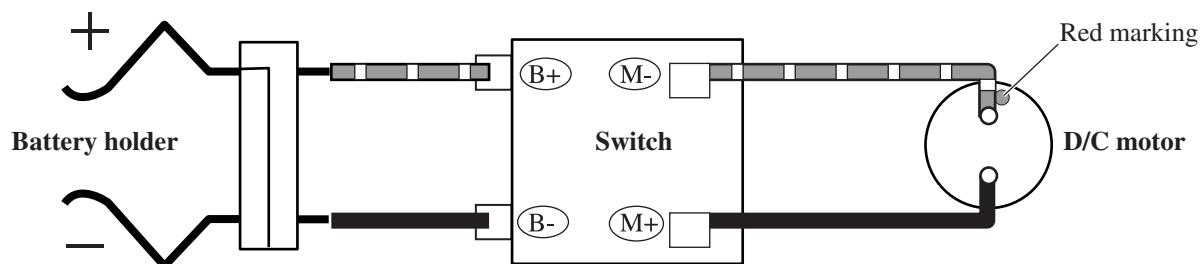 Red marking
+
B+
M-
Battery holder
Switch
D/C motor
−
B-
M+